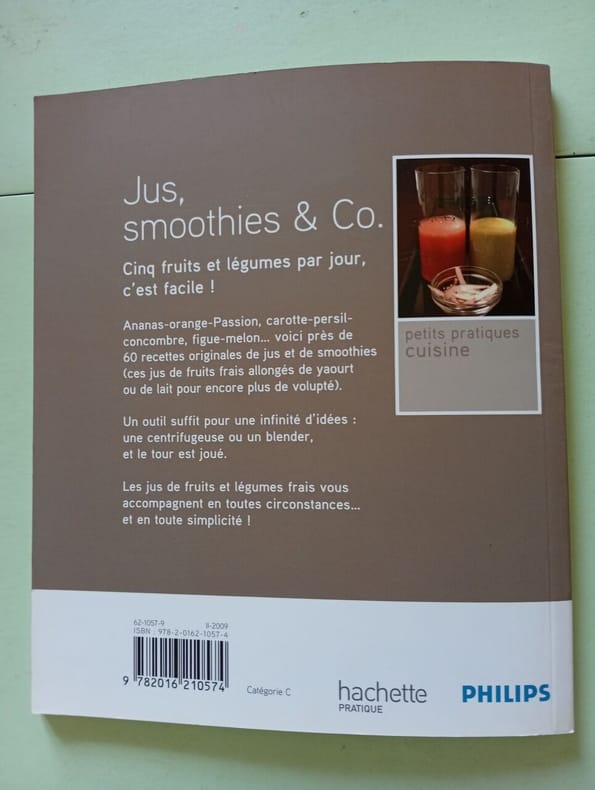 Jus,
smoothies & Co.
Cinq fruits et légumes par jour,
c'est facile !
Ananas-orange-Passion, carotte-persil-
concombre, figue-melon... voici près de
60 recettes originales de jus et de smoothies
(ces jus de fruits frais allongés de yaourt
ou de lait pour encore plus de volupté).
Un outil suffit pour une infinité d'idées :
une centrifugeuse ou un blender,
et le tour est joué.
Les jus de fruits et légumes frais vous
accompagnent en toutes circonstances...
et en toute simplicité !
petits pratiques
cuisine
62-1057-9 II-2009
ISBN : 978-2-0162-1057-4
9 782016 210574
Catégorie C
hachette
PRATIQUE
PHILIPS